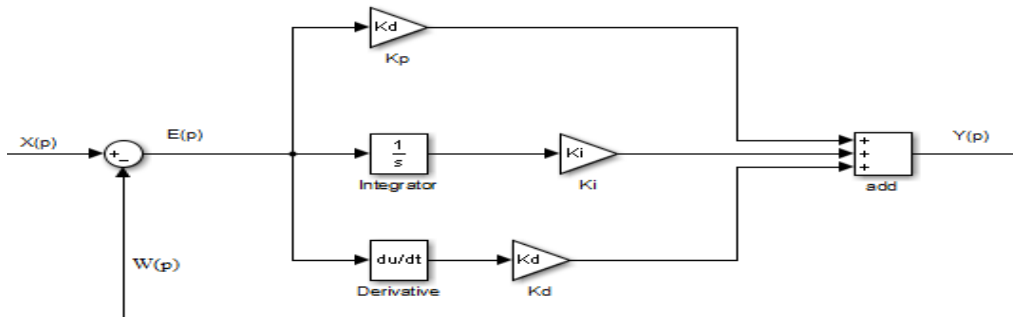 Kd
Kp
X(p)
+
-
E(p)
1
s
Integrator
Ki
Ki
+
+
+
add
Y(p)
W(p)
du/dt
Derivative
Kd
Kd